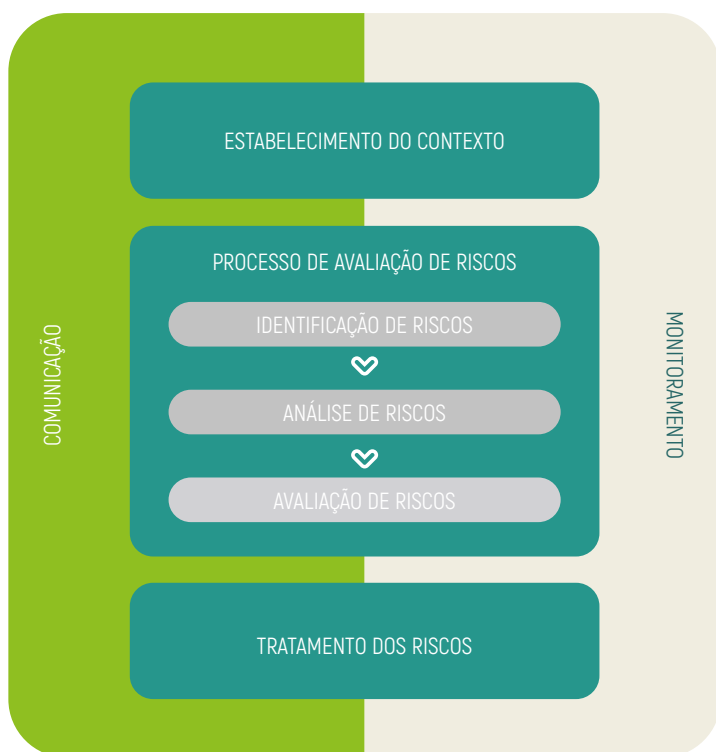 ESTABELECIMENTO DO CONTEXTO
PROCESSO DE AVALIAÇÃO DE RISCOS
IDENTIFICAÇÃO DE RISCOS
ANÁLISE DE RISCOS
AVALIAÇÃO DE RISCOS
TRATAMENTO DOS RISCOS
COMUNICAÇÃO
MONITORAMENTO